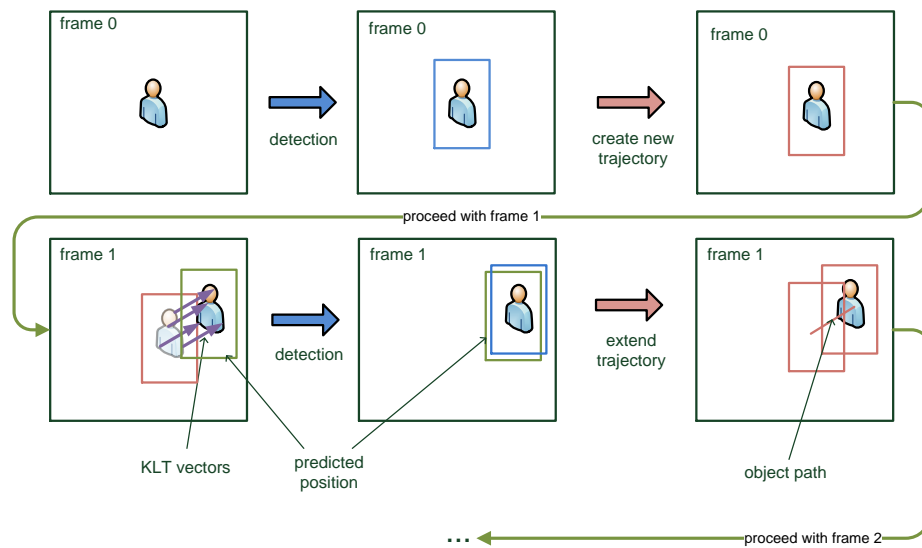 frame 0
frame 0
frame 0
detection
create new
trajectory
proceed with frame 1
frame 1
frame 1
frame 1
detection
extend
trajectory
KLT vectors
predicted
position
object path
...
proceed with frame 2